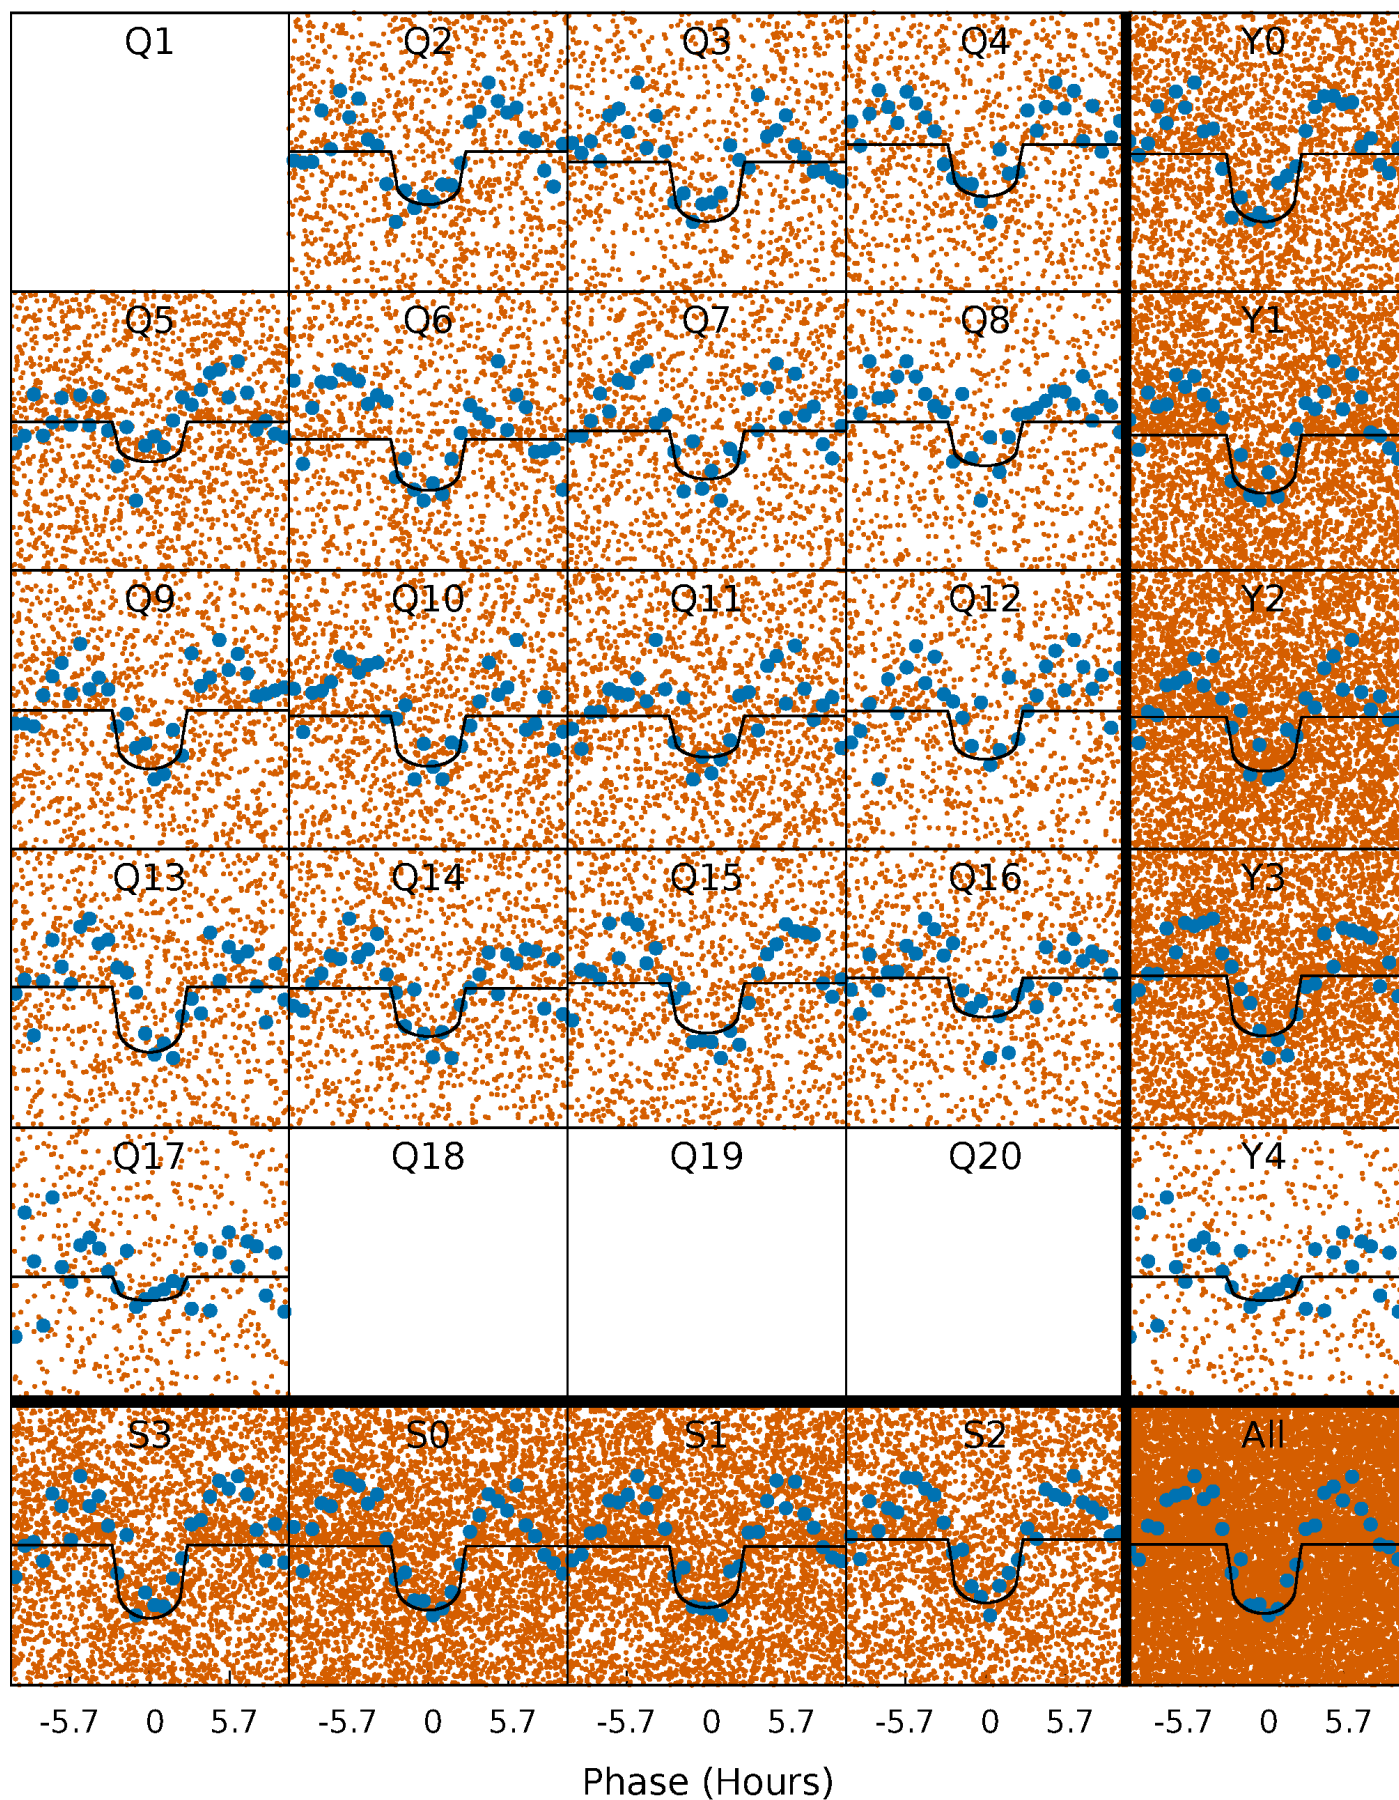 Q1 Q2 Q3 Q4 Y0
Q5 Q6 Q7 Q8 Y1
Q9 Q10 Q11 Q12 Y2
Q13 Q14 Q15 Q16 Y3
Q17 Q18 Q19 Q20 Y4
S3 S0 S1 S2 All
-5.7 0 5.7 -5.7 0 5.7 -5.7 0 5.7 -5.7 0 5.7 -5.7 0 5.7
Phase (Hours)